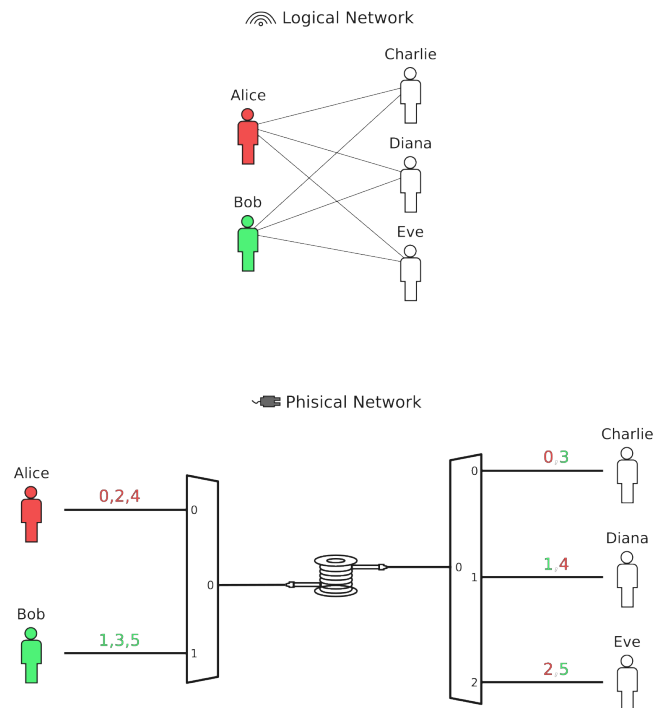 Logical Network
Charlie
Alice
Diana
Bob
Eve
Phisical Network
Charlie
Alice
0,3
0,2,4
0
0
Diana
0
0
1,4
1
Bob
1,3,5
Eve
1
2,5
2